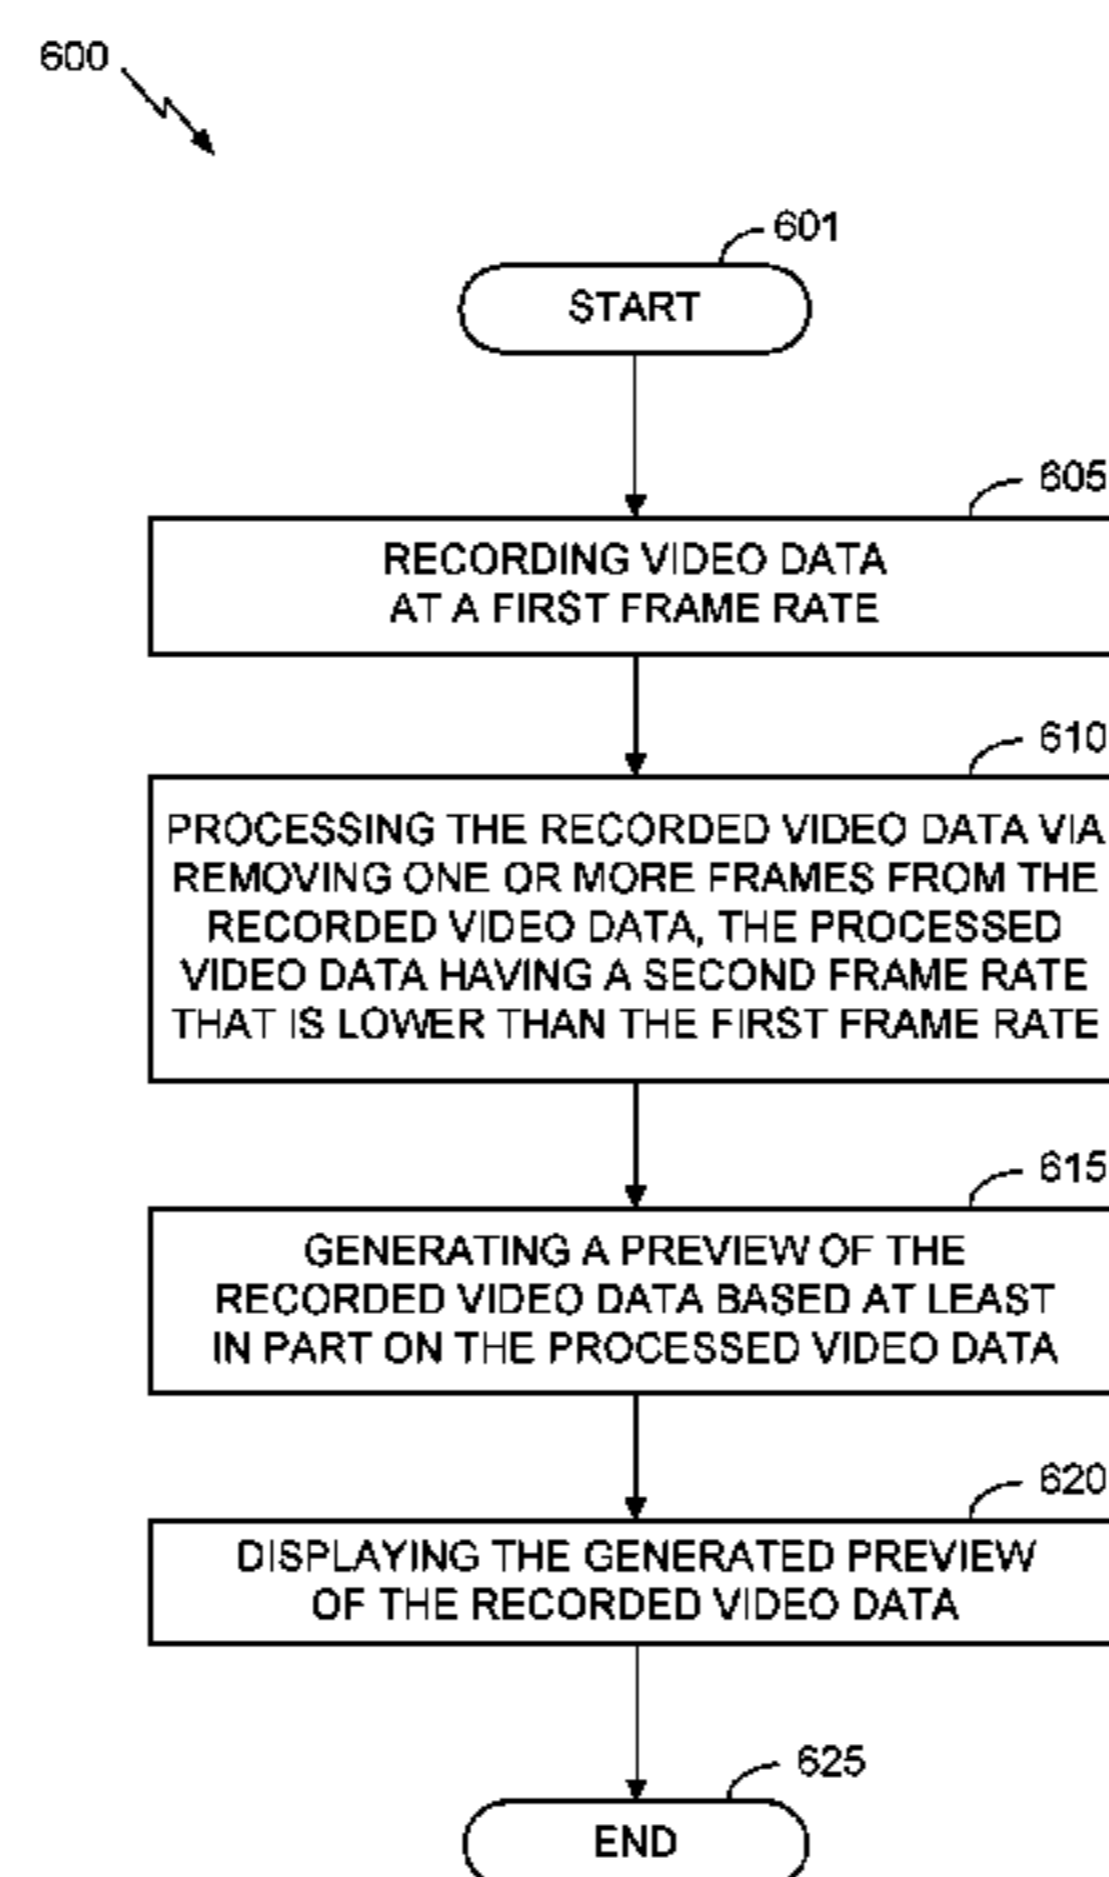 600
601
START
605
RECORDING VIDEO DATA
AT A FIRST FRAME RATE
610
PROCESSING THE RECORDED VIDEO DATA VIA
REMOVING ONE OR MORE FRAMES FROM THE
RECORDED VIDEO DATA, THE PROCESSED
VIDEO DATA HAVING A SECOND FRAME RATE
THAT IS LOWER THAN THE FIRST FRAME RATE
615
GENERATING A PREVIEW OF THE
RECORDED VIDEO DATA BASED AT LEAST
IN PART ON THE PROCESSED VIDEO DATA
620
DISPLAYING THE GENERATED PREVIEW
OF THE RECORDED VIDEO DATA
625
END